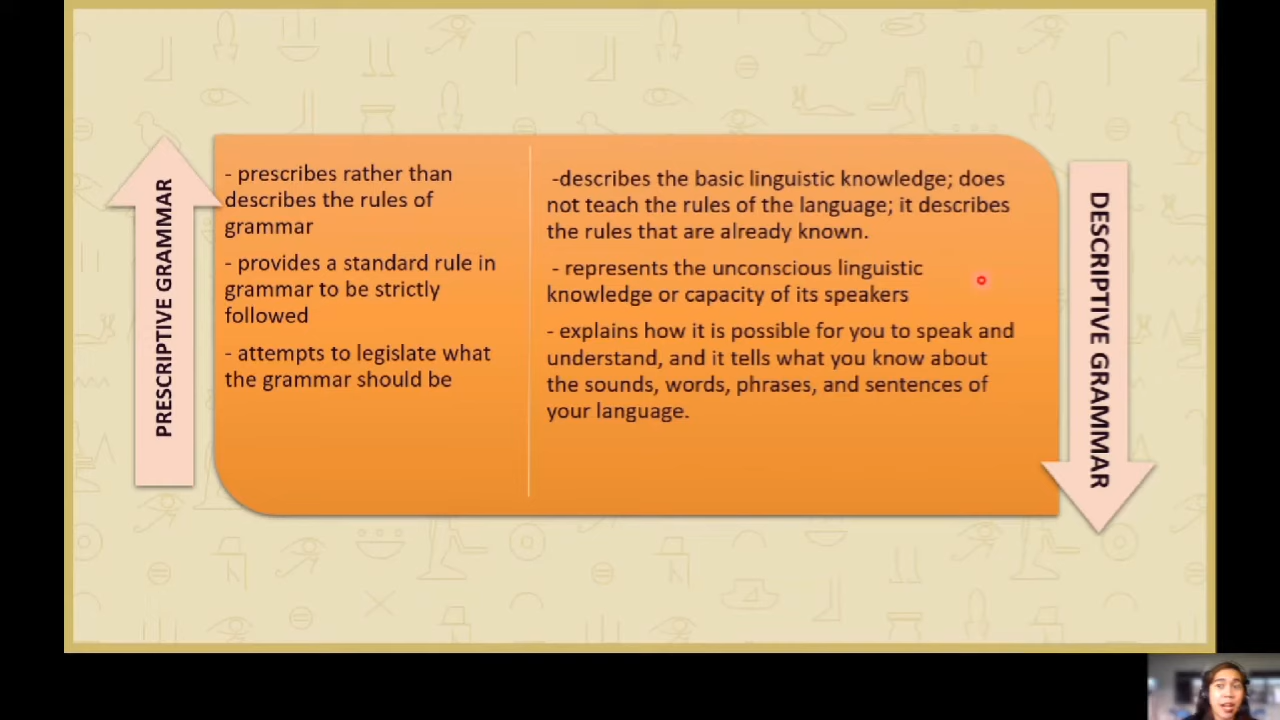 PRESCRIPTIVE GRAMMAR
- prescribes rather than
describes the rules of
grammar
- provides a standard rule in
grammar to be strictly
followed
- attempts to legislate what
the grammar should be
-describes the basic linguistic knowledge; does
not teach the rules of the language; it describes
the rules that are already known.
- represents the unconscious linguistic
knowledge or capacity of its speakers
- explains how it is possible for you to speak and
understand, and it tells what you know about
the sounds, words, phrases, and sentences of
your language.
DESCRIPTIVE GRAMMAR